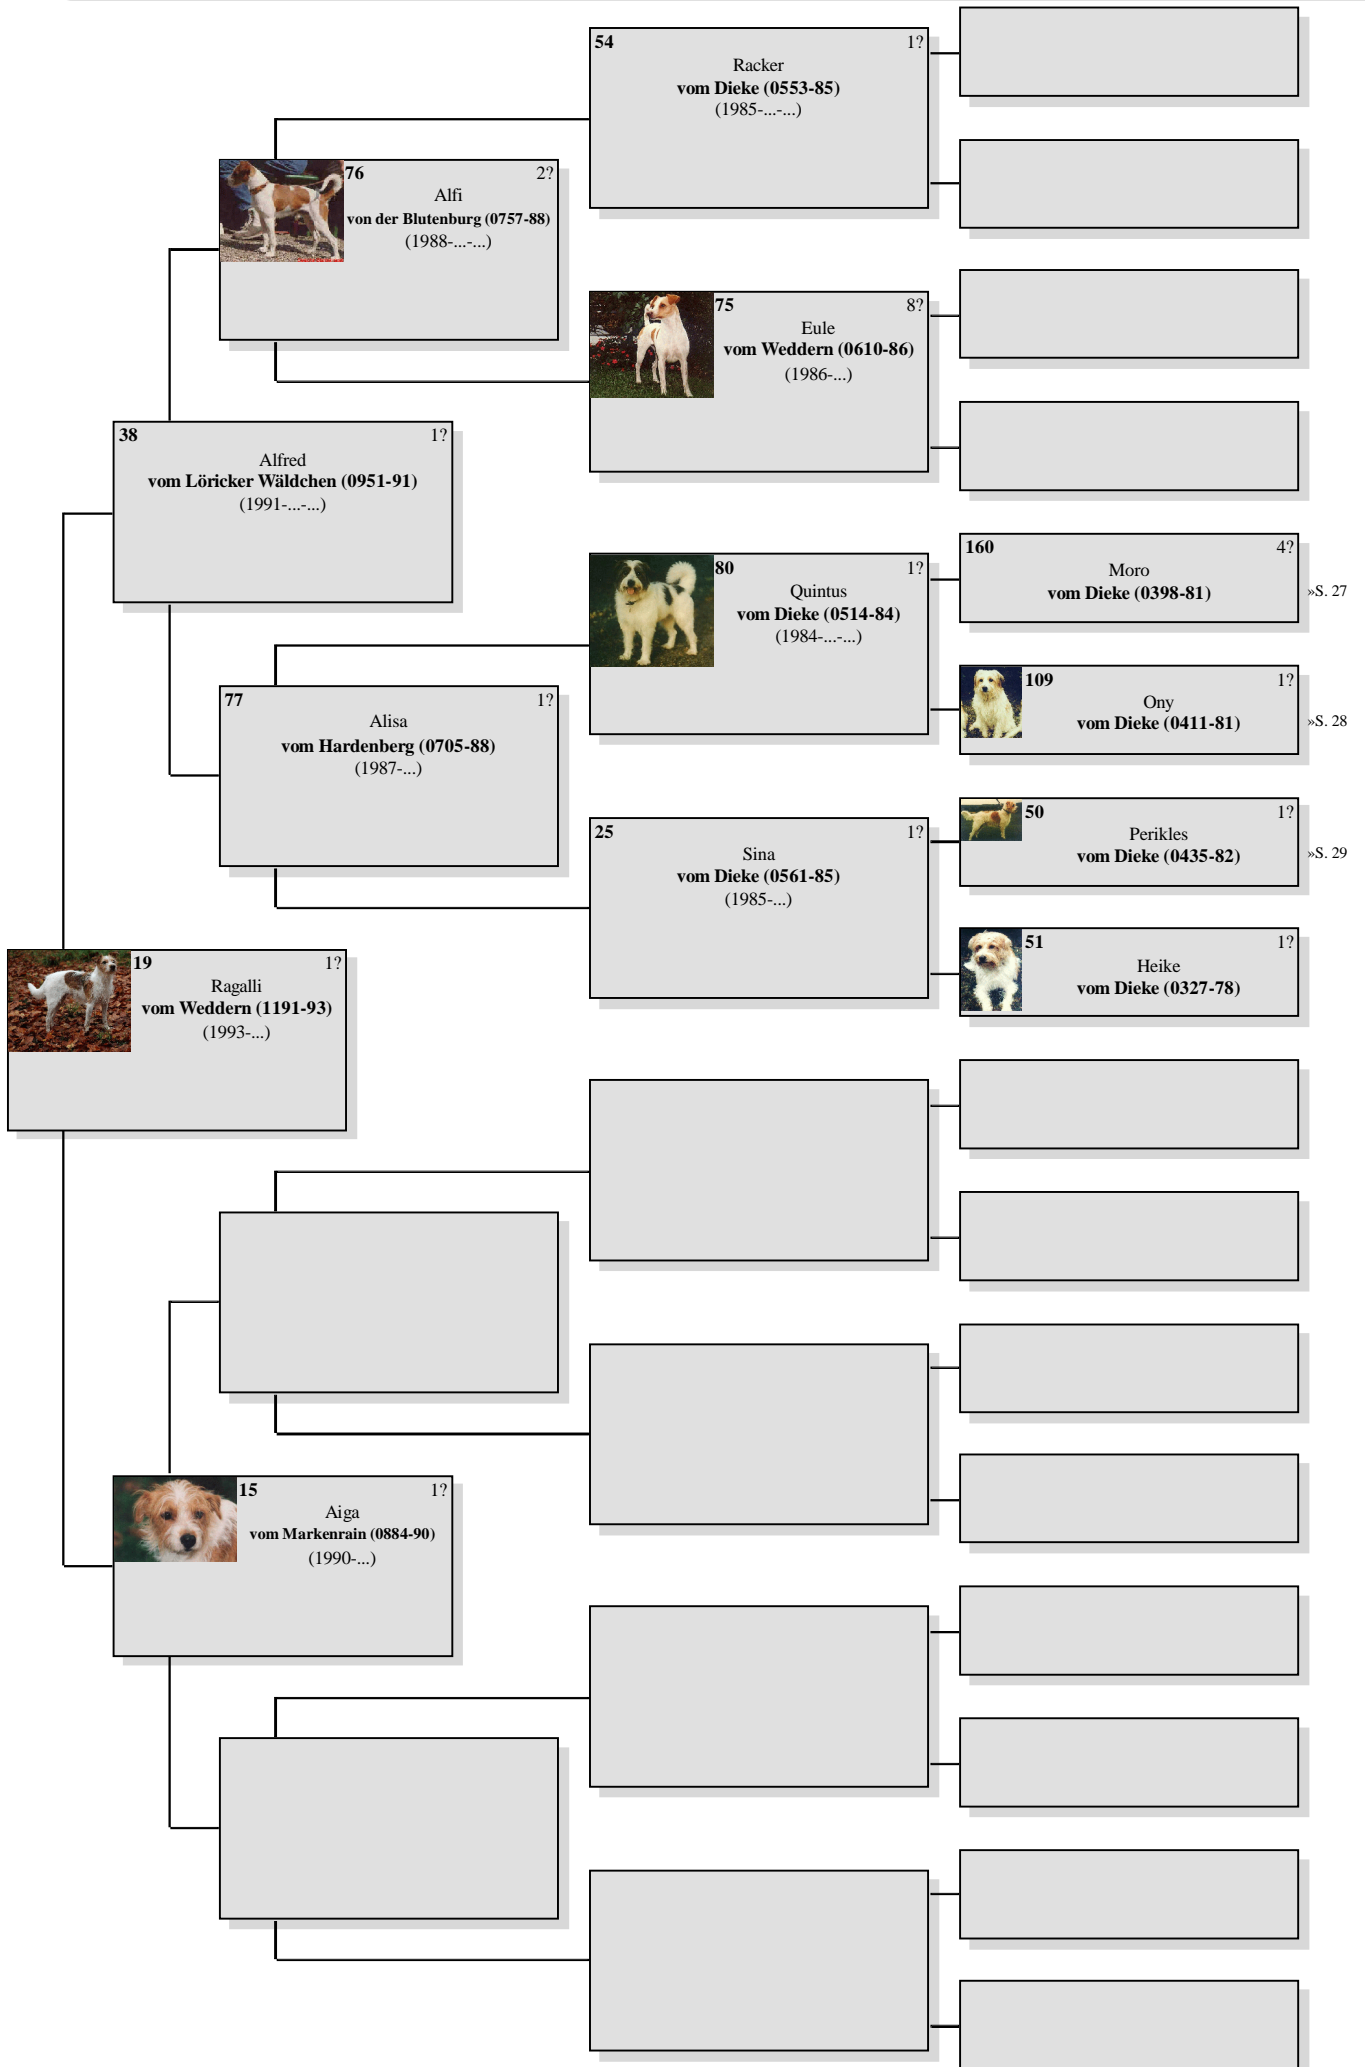 54 1?
Racker
vom Dieke (0553-85)
(1985-...-...)
76 2?
Alfi
von der Blutenburg (0757-88)
(1988-...-...)
75 8?
Eule
vom Weddern (0610-86)
(1986-...)
38 1?
Alfred
vom Löricker Wäldchen (0951-91)
(1991-...-...)
80 1?
Quintus
vom Dieke (0514-84)
(1984-...-...)
160 4?
Moro
vom Dieke (0398-81)
»S. 27
109 1?
Ony
vom Dieke (0411-81)
»S. 28
77 1?
Alisa
vom Hardenberg (0705-88)
(1987-...)
25 1?
Sina
vom Dieke (0561-85)
(1985-...)
50 1?
Perikles
vom Dieke (0435-82)
»S. 29
51 1?
Heike
vom Dieke (0327-78)
19 1?
Ragalli
vom Weddern (1191-93)
(1993-...)
15 1?
Aiga
vom Markenrain (0884-90)
(1990-...)